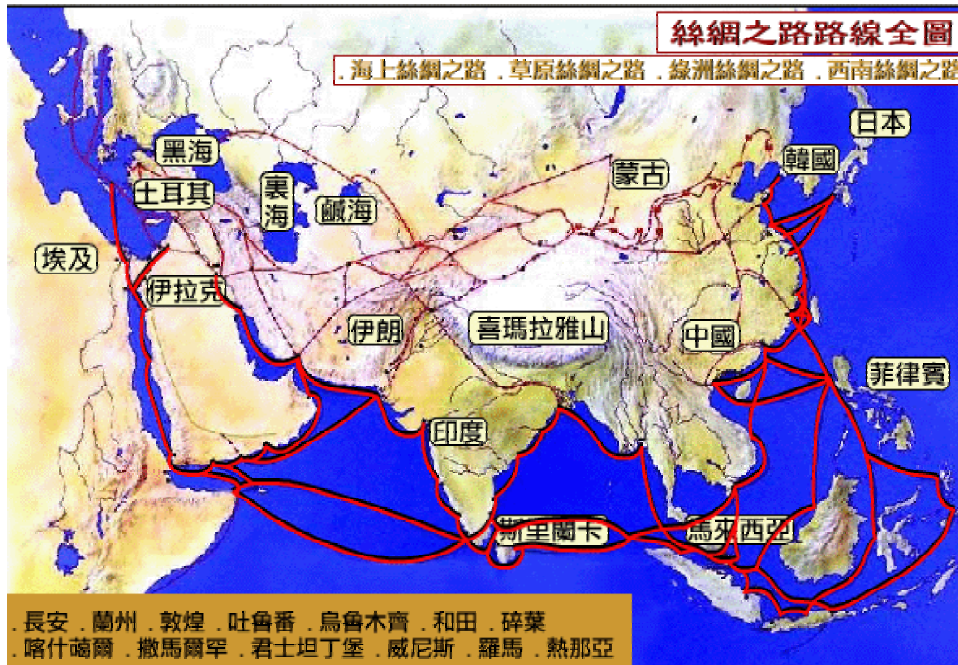 絲綢之路路線全圖
. 海上絲綢之路 . 草原絲綢之路 . 綠洲絲綢之路 . 西南絲綢之路
日本
黑海
韓國
蒙古
土耳其
裏海
鹹海
埃及
伊拉克
伊朗
喜瑪拉雅山
中國
菲律賓
印度
斯里蘭卡
馬來西亞
. 長安 . 蘭州 . 敦煌 . 吐魯番 . 烏魯木齊 . 和田 . 碎葉
. 喀什噶爾 . 撒馬爾罕 . 君士坦丁堡 . 威尼斯 . 羅馬 . 熱那亞